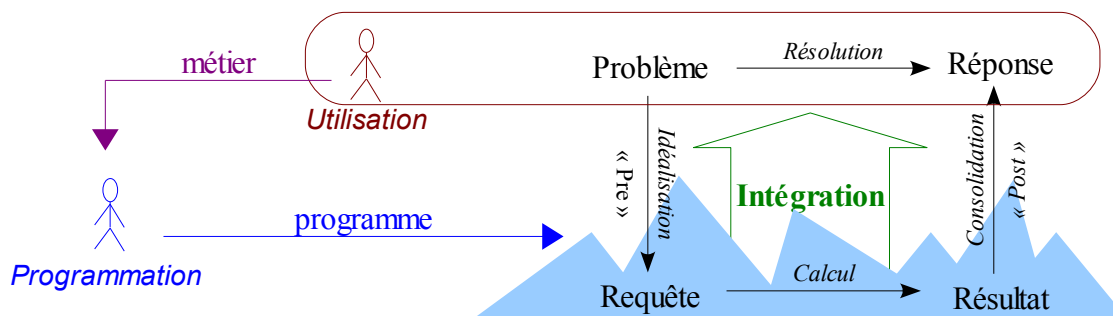 métier
Utilisation
Problème
Résolution
Réponse
« Pre »
Idéalisation
Intégration
Consolidation
« Post »
programme
Programmation
Requête
Calcul
Résultat